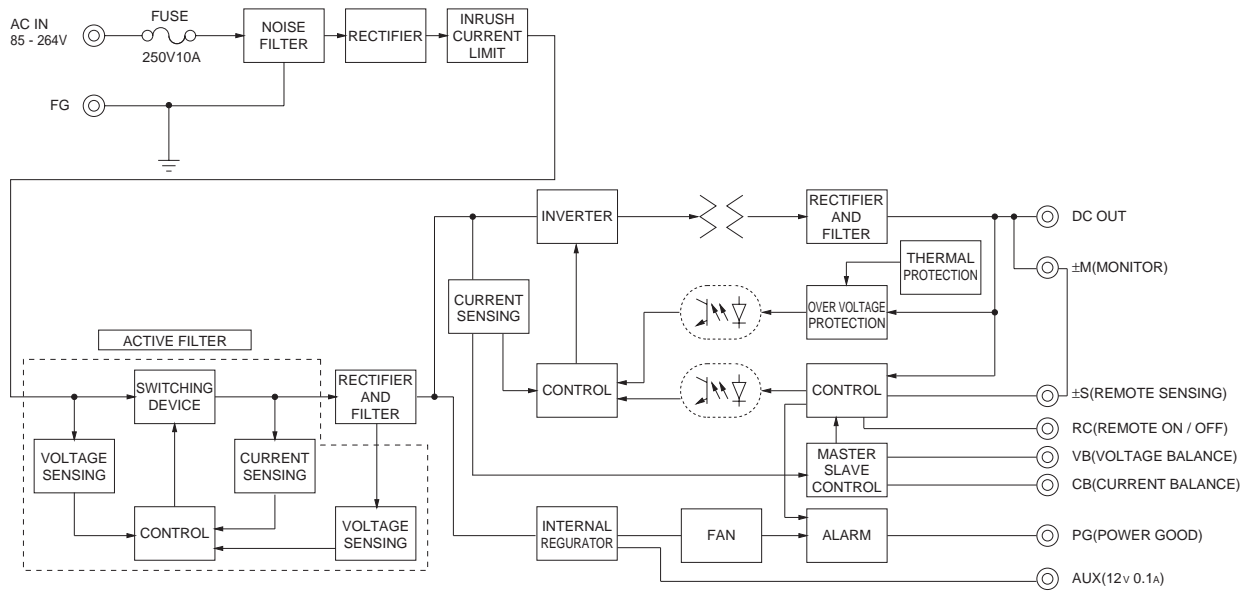 AC IN
85 - 264V
FUSE
250V10A
NOISE
FILTER
RECTIFIER
INRUSH
CURRENT
LIMIT
FG
INVERTER
RECTIFIER
AND
FILTER
DC OUT
THERMAL
PROTECTION
±M(MONITOR)
CURRENT
SENSING
OVER VOLTAGE
PROTECTION
ACTIVE FILTER
SWITCHING
DEVICE
RECTIFIER
AND
FILTER
CONTROL
CONTROL
±S(REMOTE SENSING)
RC(REMOTE ON / OFF)
VOLTAGE
SENSING
CURRENT
SENSING
MASTER
SLAVE
CONTROL
VB(VOLTAGE BALANCE)
CB(CURRENT BALANCE)
CONTROL
VOLTAGE
SENSING
INTERNAL
REGURATOR
FAN
ALARM
PG(POWER GOOD)
AUX(12V 0.1A)